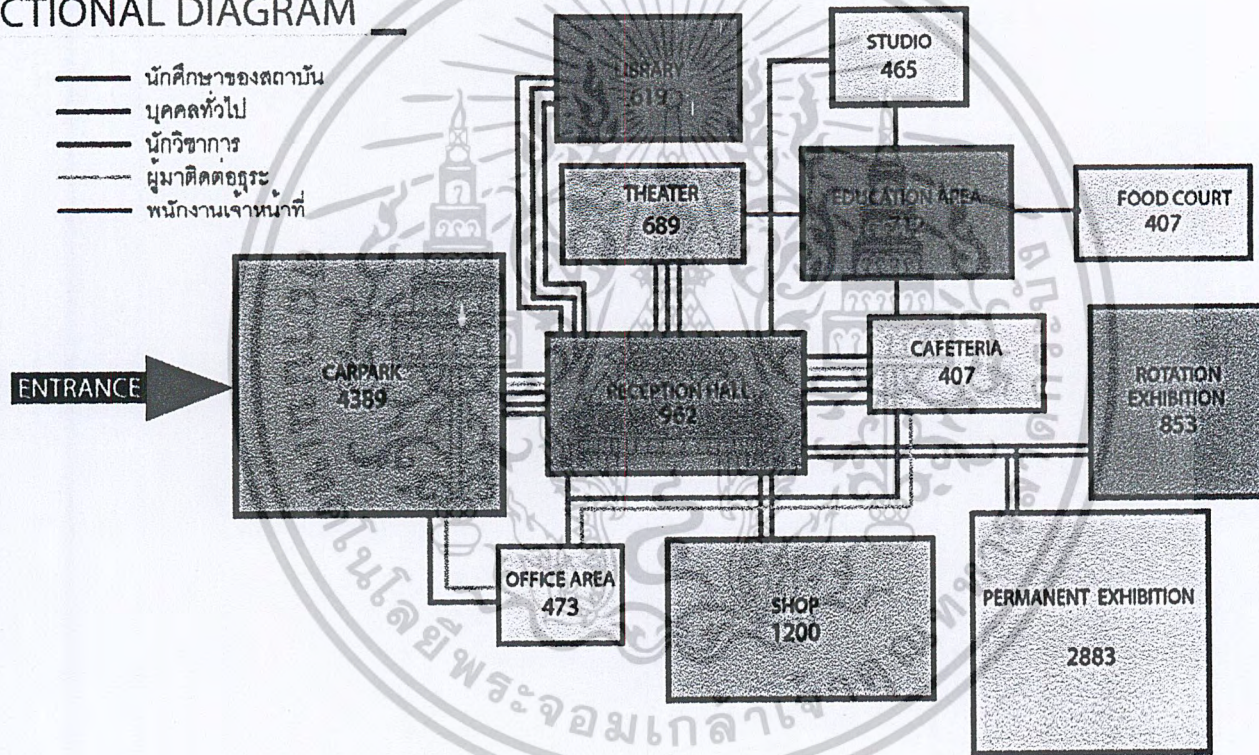 CTIONAL DIAGRAM
นักศึกษาของสถาบัน
บุคคลทั่วไป
นักวิชาการ
ผู้มาติดต่อธุระ
พนักงานเจ้าหน้าที่
ENTRANCE
CARPARK
4389
LIBRARY
619
THEATER
689
STUDIO
465
EDUCATION AREA
FOOD COURT
407
RECEPTION HALL
962
CAFETERIA
407
ROTATION
EXHIBITION
853
OFFICE AREA
473
SHOP
1200
PERMANENT EXHIBITION
2883